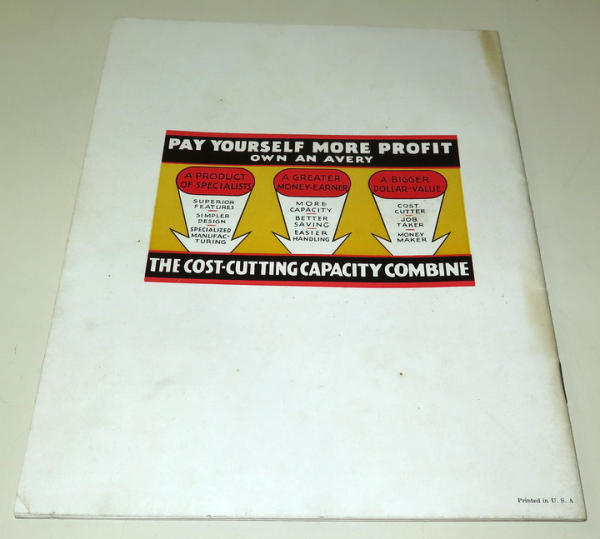 PAY YOURSELF MORE PROFIT
OWN AN AVERY
A PRODUCT
OF SPECIALISTS
SUPERIOR
FEATURES
SIMPLER
DESIGN
SPECIALIZED
MANUFAC-
TURING
A GREATER
MONEY-EARNER
MORE
CAPACITY
BETTER
SAVING
EASIER
HANDLING
A BIGGER
DOLLAR-VALUE
COST
CUTTER
JOB
TAKER
MONEY
MAKER
THE COST-CUTTING CAPACITY COMBINE
Printed in U. S. A.